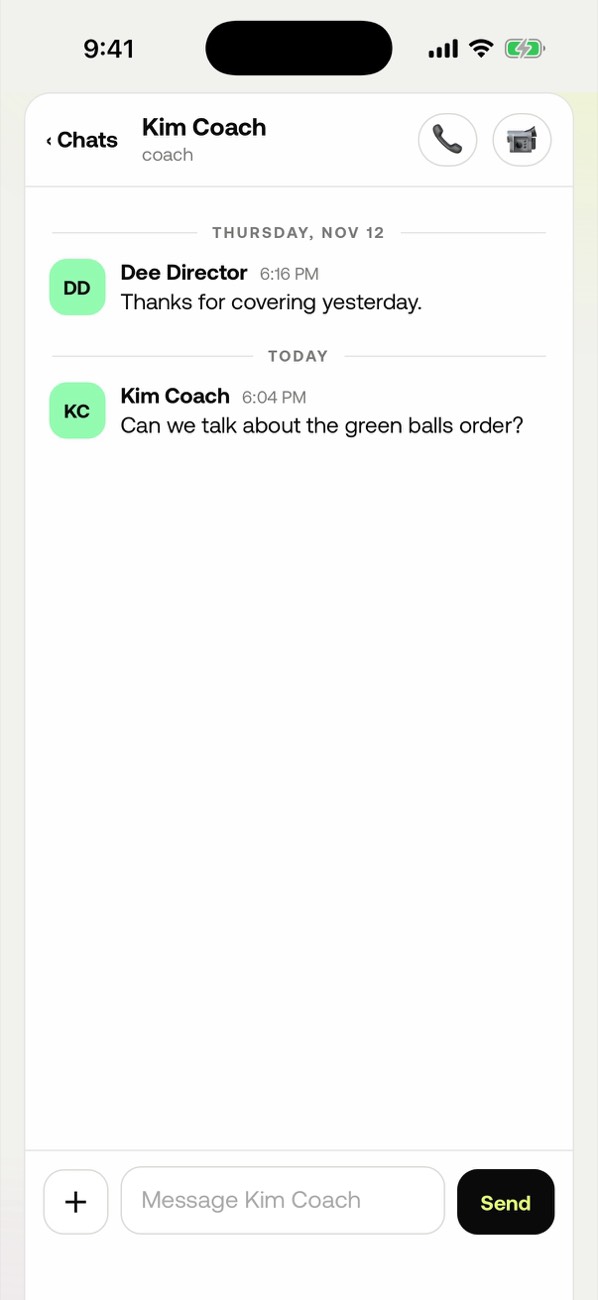 9:41
‹ Chats
Kim Coach
coach
THURSDAY, NOV 12
DD
Dee Director 6:16 PM
Thanks for covering yesterday.
TODAY
KC
Kim Coach 6:04 PM
Can we talk about the green balls order?
+
Message Kim Coach
Send